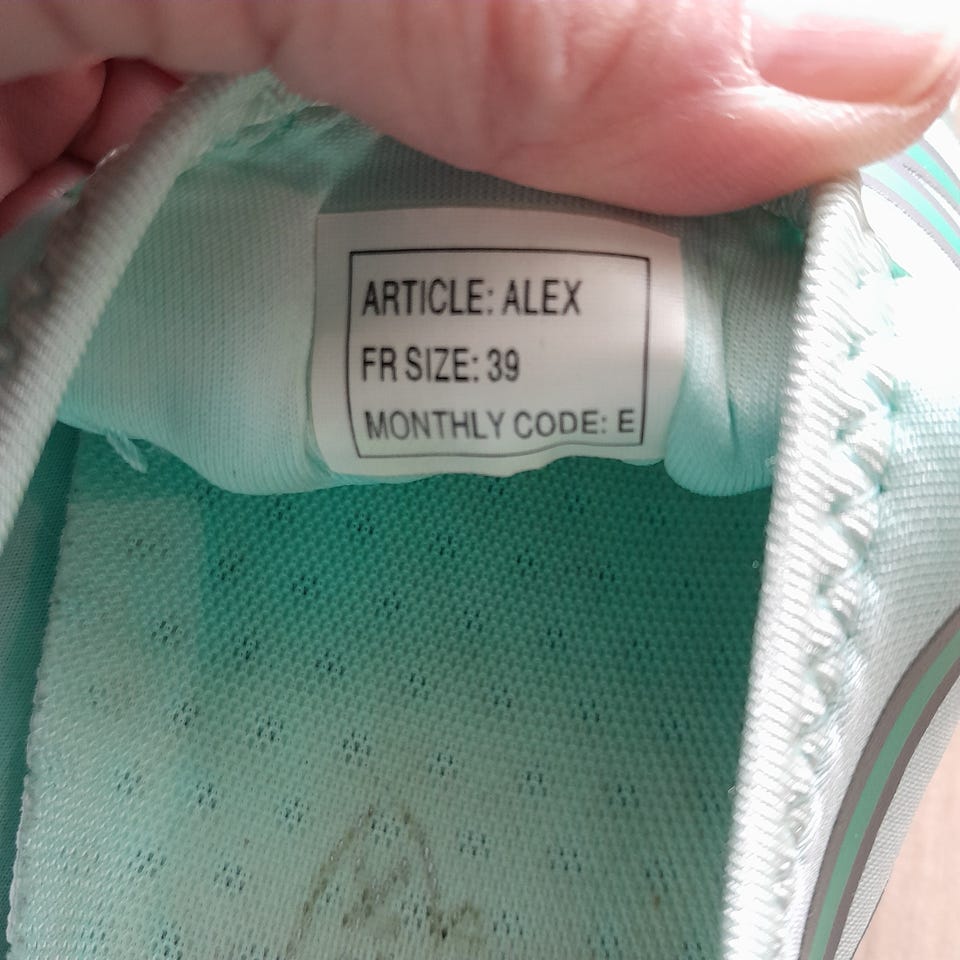 ARTICLE: ALEX
FR SIZE: 39
MONTHLY CODE: E